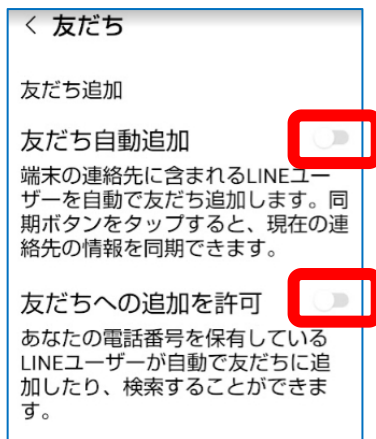 < 友だち
友だち追加
友だち自動追加
端末の連絡先に含まれるLINEユー
ザーを自動で友だち追加します。同
期ボタンをタップすると、現在の連
絡先の情報を同期できます。
友だちへの追加を許可
あなたの電話番号を保有している
LINEユーザーが自動で友だちに追
加したり、検索することができま
す。